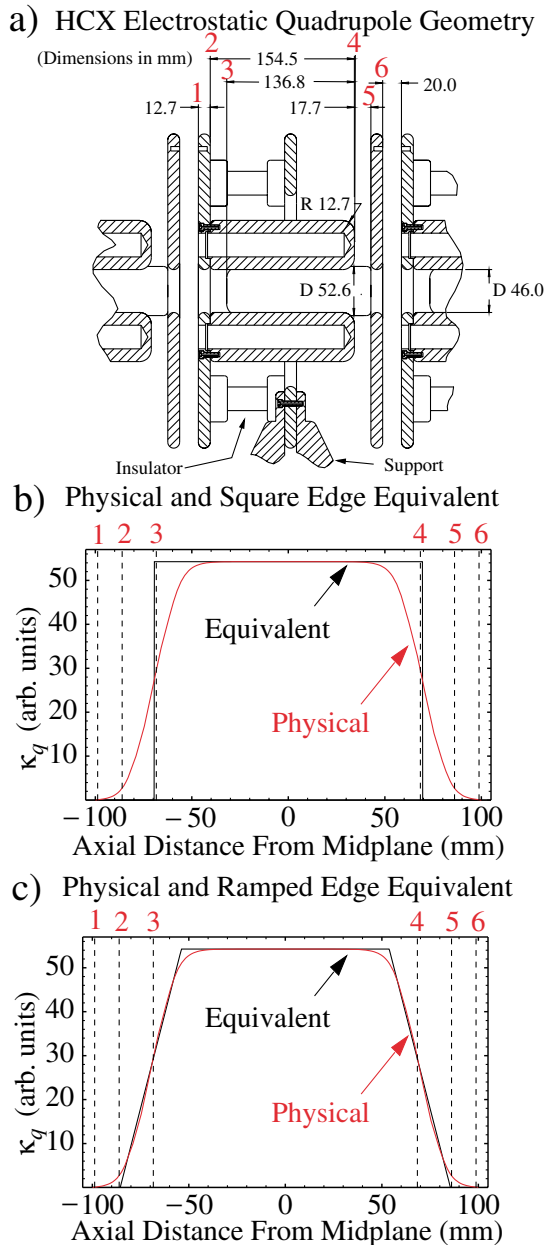 a) HCX Electrostatic Quadrupole Geometry
(Dimensions in mm)
2
154.5
4
3
136.8
6
12.7
1
17.7
5
20.0
R 12.7
D 52.6
D 46.0
Insulator
Support
b) Physical and Square Edge Equivalent
1 2 3 4 5 6
50
40
30
20
10
κq (arb. units)
Equivalent
Physical
−100 −50 0 50 100
Axial Distance From Midplane (mm)
c) Physical and Ramped Edge Equivalent
1 2 3 4 5 6
50
40
30
20
10
κq (arb. units)
Equivalent
Physical
−100 −50 0 50 100
Axial Distance From Midplane (mm)